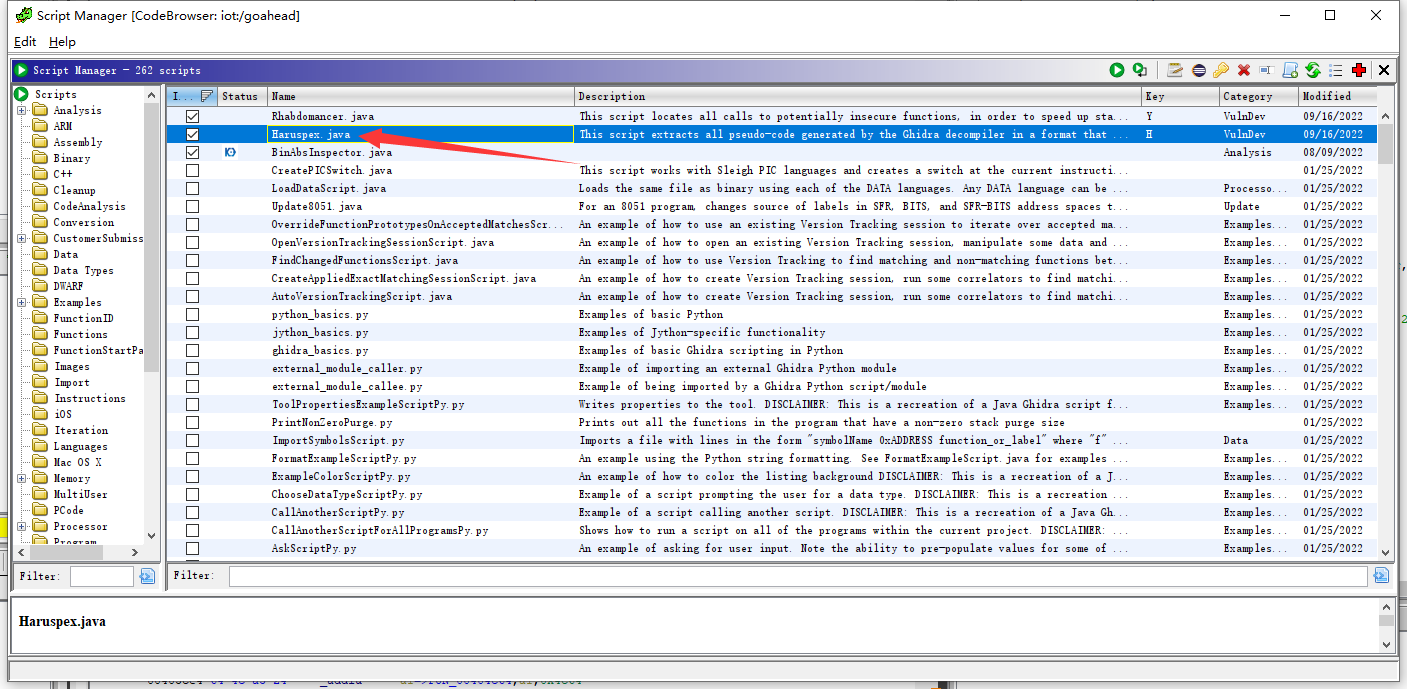 Script Manager [CodeBrowser: iot:/goahead]
Edit Help
Script Manager - 262 scripts
Scripts
Analysis
ARM
Assembly
Binary
C++
Cleanup
CodeAnalysis
Conversion
CustomerSubmiss
Data
Data Types
DWARF
Examples
FunctionID
Functions
FunctionStartPa
Images
Import
Instructions
iOS
Iteration
Languages
Mac OS X
Memory
MultiUser
PCode
Processor
Program
Filter:
I... Status Name Description Key Category Modified
Rhabdomancer.java This script locates all calls to potentially insecure functions, in order to speed up sta... Y VulnDev 09/16/2022
Haruspex.java This script extracts all pseudo-code generated by the Ghidra decompiler in a format that ... H VulnDev 09/16/2022
BinAbsInspector.java Analysis 08/09/2022
CreatePICSwitch.java This script works with Sleigh PIC languages and creates a switch at the current instructi... 01/25/2022
LoadDataScript.java Loads the same file as binary using each of the DATA languages. Any DATA language can be ... Processo... 01/25/2022
Update8051.java For an 8051 program, changes source of labels in SFR, BITS, and SFR-BITS address spaces t... Update 01/25/2022
OverrideFunctionPrototypesOnAcceptedMatchesScr... An example of how to use an existing Version Tracking session to iterate over accepted ma... Examples... 01/25/2022
OpenVersionTrackingSessionScript.java An example of how to open an existing Version Tracking session, manipulate some data and ... Examples... 01/25/2022
FindChangedFunctionsScript.java An example of how to use Version Tracking to find matching and non-matching functions bet... Examples... 01/25/2022
CreateAppliedExactMatchingSessionScript.java An example of how to create Version Tracking session, run some correlators to find matchi... Examples... 01/25/2022
AutoVersionTrackingScript.java An example of how to create Version Tracking session, run some correlators to find matchi... Examples... 01/25/2022
python_basics.py Examples of basic Python Examples... 01/25/2022
jython_basics.py Examples of Jython-specific functionality Examples... 01/25/2022
ghidra_basics.py Examples of basic Ghidra scripting in Python Examples... 01/25/2022
external_module_caller.py Example of importing an external Ghidra Python module Examples... 01/25/2022
external_module_callee.py Example of being imported by a Ghidra Python script/module Examples... 01/25/2022
ToolPropertiesExampleScriptPy.py Writes properties to the tool. DISCLAIMER: This is a recreation of a Java Ghidra script f... Examples... 01/25/2022
PrintNonZeroPurge.py Prints out all the functions in the program that have a non-zero stack purge size 01/25/2022
ImportSymbolsScript.py Imports a file with lines in the form "symbolName 0xADDRESS function_or_label" where "f" ... Data 01/25/2022
FormatExampleScriptPy.py An example using the Python string formatting. See FormatExampleScript.java for examples ... Examples... 01/25/2022
ExampleColorScriptPy.py An example of how to color the listing background DISCLAIMER: This is a recreation of a J... Examples... 01/25/2022
ChooseDataTypeScriptPy.py Example of a script prompting the user for a data type. DISCLAIMER: This is a recreation ... Examples... 01/25/2022
CallAnotherScriptPy.py Example of a script calling another script. DISCLAIMER: This is a recreation of a Java Gh... Examples... 01/25/2022
CallAnotherScriptForAllProgramsPy.py Shows how to run a script on all of the programs within the current project. DISCLAIMER: ... Examples... 01/25/2022
AskScriptPy.py An example of asking for user input. Note the ability to pre-populate values for some of ... Examples... 01/25/2022
Filter:
Haruspex.java